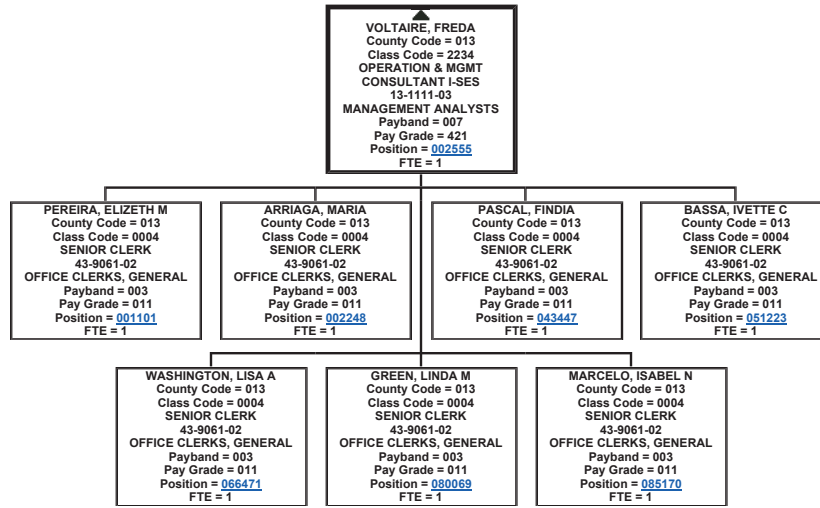 VOLTAIRE, FREDA
County Code = 013
Class Code = 2234
OPERATION & MGMT
CONSULTANT I-SES
13-1111-03
MANAGEMENT ANALYSTS
Payband = 007
Pay Grade = 421
Position = 002555
FTE = 1
PEREIRA, ELIZETH M
County Code = 013
Class Code = 0004
SENIOR CLERK
43-9061-02
OFFICE CLERKS, GENERAL
Payband = 003
Pay Grade = 011
Position = 001101
FTE = 1
ARRIAGA, MARIA
County Code = 013
Class Code = 0004
SENIOR CLERK
43-9061-02
OFFICE CLERKS, GENERAL
Payband = 003
Pay Grade = 011
Position = 002248
FTE = 1
PASCAL, FINDIA
County Code = 013
Class Code = 0004
SENIOR CLERK
43-9061-02
OFFICE CLERKS, GENERAL
Payband = 003
Pay Grade = 011
Position = 043447
FTE = 1
BASSA, IVETTE C
County Code = 013
Class Code = 0004
SENIOR CLERK
43-9061-02
OFFICE CLERKS, GENERAL
Payband = 003
Pay Grade = 011
Position = 051223
FTE = 1
WASHINGTON, LISA A
County Code = 013
Class Code = 0004
SENIOR CLERK
43-9061-02
OFFICE CLERKS, GENERAL
Payband = 003
Pay Grade = 011
Position = 066471
FTE = 1
GREEN, LINDA M
County Code = 013
Class Code = 0004
SENIOR CLERK
43-9061-02
OFFICE CLERKS, GENERAL
Payband = 003
Pay Grade = 011
Position = 080069
FTE = 1
MARCELO, ISABEL N
County Code = 013
Class Code = 0004
SENIOR CLERK
43-9061-02
OFFICE CLERKS, GENERAL
Payband = 003
Pay Grade = 011
Position = 085170
FTE = 1